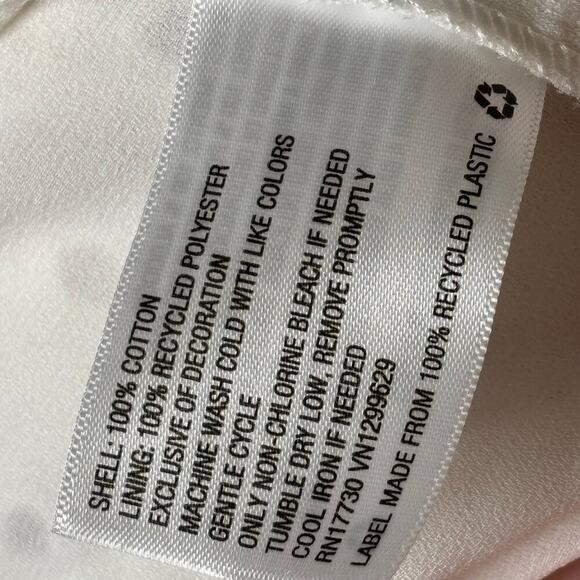 SHELL: 100% COTTON
LINING: 100% RECYCLED POLYESTER
EXCLUSIVE OF DECORATION
MACHINE WASH COLD WITH LIKE COLORS
GENTLE CYCLE
ONLY NON-CHLORINE BLEACH IF NEEDED
TUMBLE DRY LOW, REMOVE PROMPTLY
COOL IRON IF NEEDED
RN17730 VN1299629
LABEL MADE FROM 100% RECYCLED PLASTIC